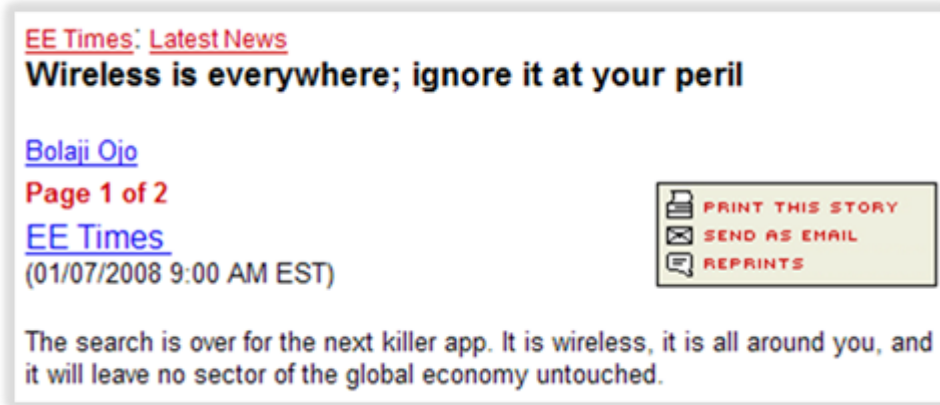 EE Times: Latest News
Wireless is everywhere; ignore it at your peril
Bolaji Ojo
Page 1 of 2
EE Times
(01/07/2008 9:00 AM EST)
PRINT THIS STORY
SEND AS EMAIL
REPRINTS
The search is over for the next killer app. It is wireless, it is all around you, and
it will leave no sector of the global economy untouched.